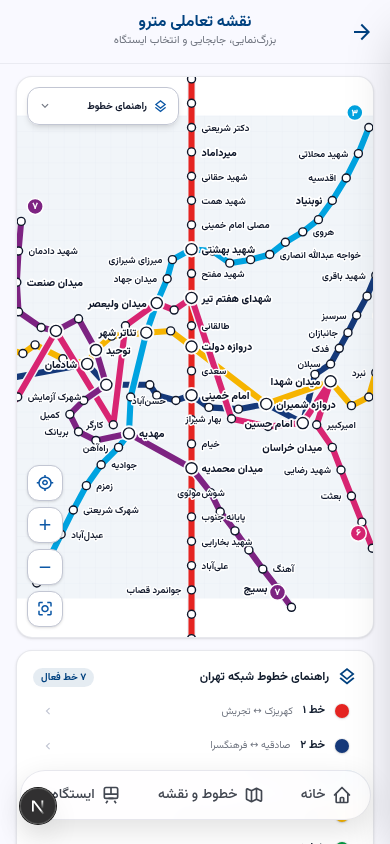 نقشه تعاملی مترو
بزرگ‌نمایی، جابجایی و انتخاب ایستگاه
راهنمای خطوط
۳
دکتر شریعتی
میرداماد
شهید محلاتی
شهید حقانی
اقدسیه
شهید همت
نوبنیاد
۷
مصلی امام خمینی
هروی
شهید دادمان
شهید بهشتی
خواجه عبدالله انصاری
میرزای شیرازی
شهید مفتح
شهید باقری
میدان صنعت
میدان جهاد
میدان ولیعصر
شهدای هفتم تیر
سرسبز
طالقانی
جانبازان
تئاتر شهر
دروازه دولت
فدک
توحید
شادمان
سعدی
سبلان
نبرد
میدان شهدا
شهرک آزمایش
حسن‌آباد
امام خمینی
دروازه شمیران
کمیل
بهار شیراز
امام حسین
امیرکبیر
کارگر
بریانک
مهدیه
خیام
میدان خراسان
راه‌آهن
جوادیه
میدان محمدیه
شهید رضایی
زمزم
شوش
مولوی
بعثت
شهرک شریعتی
پایانه جنوب
عبدل‌آباد
شهید بخارایی
۶
علی‌آباد
آهنگ
جوانمرد قصاب
بسیج
۷
راهنمای خطوط شبکه تهران
۷ خط فعال
خط ۱
کهریزک ↔ تجریش
خط ۲
صادقیه ↔ فرهنگسرا
خانه
خطوط و نقشه
ایستگاه
N